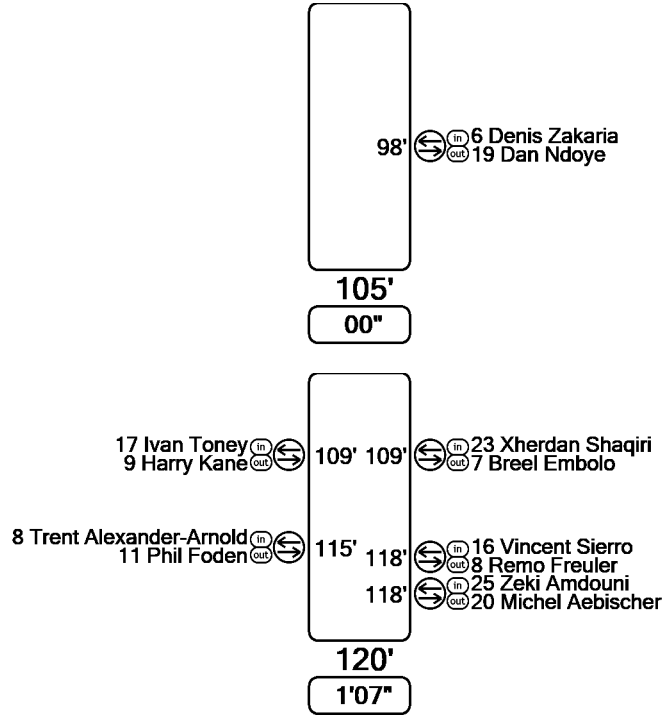 98' in 6 Denis Zakaria
out 19 Dan Ndoye
105'
00"
17 Ivan Toney in 109' 109' in 23 Xherdan Shaqiri
9 Harry Kane out out 7 Breel Embolo
8 Trent Alexander-Arnold in 115'
11 Phil Foden out
118' in 16 Vincent Sierro
out 8 Remo Freuler
118' in 25 Zeki Amdouni
out 20 Michel Aebischer
120'
1'07"